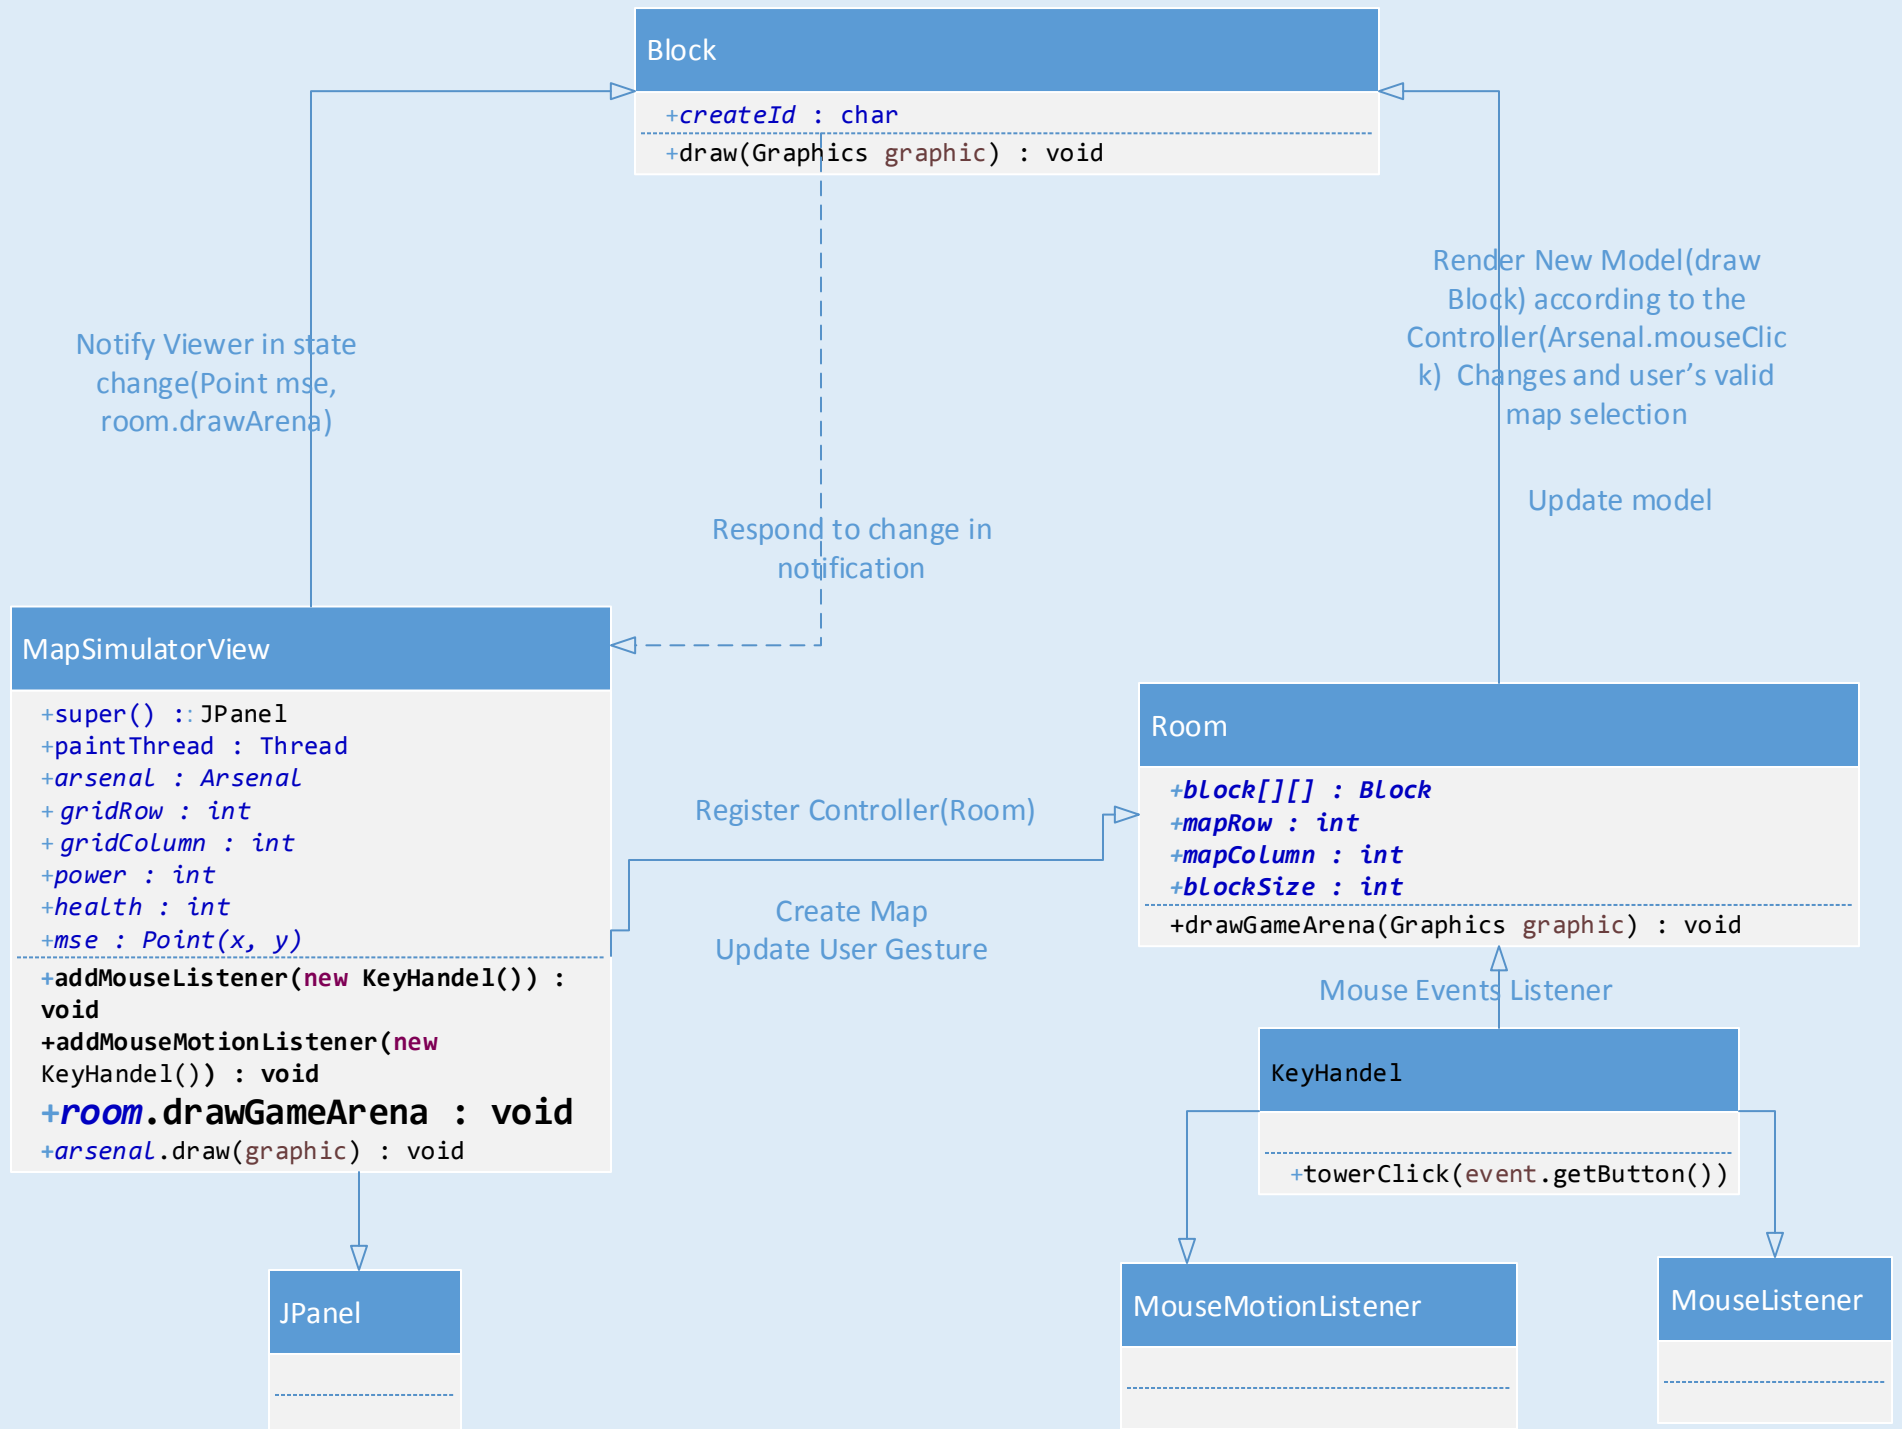 Block
+createId : char
+draw(Graphics graphic) : void
Render New Model(draw
Block) according to the
Controller(Arsenal.mouseClic
k) Changes and user's valid
map selection
Notify Viewer in state
change(Point mse,
room.drawArena)
Update model
Respond to change in
notification
MapSimulatorView
+super() :: JPanel
+paintThread : Thread
+arsenal : Arsenal
+ gridRow : int
+ gridColumn : int
+power : int
+health : int
+mse : Point(x, y)
+addMouseListener(new KeyHandel()) :
void
+addMouseMotionListener(new
KeyHandel()) : void
+room.drawGameArena : void
+arsenal.draw(graphic) : void
Register Controller(Room)
Create Map
Update User Gesture
Room
+block[][] : Block
+mapRow : int
+mapColumn : int
+blockSize : int
+drawGameArena(Graphics graphic) : void
Mouse Events Listener
KeyHandel
+towerClick(event.getButton())
JPanel
MouseMotionListener
MouseListener